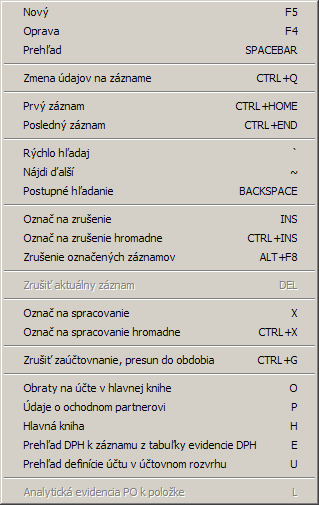 Nový F5
Oprava F4
Prehľad SPACEBAR
Zmena údajov na zázname CTRL+Q
Prvý záznam CTRL+HOME
Posledný záznam CTRL+END
Rýchlo hľadaj `
Nájdi ďalší ~
Postupné hľadanie BACKSPACE
Označ na zrušenie INS
Označ na zrušenie hromadne CTRL+INS
Zrušenie označených záznamov ALT+F8
Zrušiť aktuálny záznam DEL
Označ na spracovanie X
Označ na spracovanie hromadne CTRL+X
Zrušiť zaúčtovnanie, presun do obdobia CTRL+G
Obraty na účte v hlavnej knihe O
Údaje o ochodnom partnerovi P
Hlavná kniha H
Prehľad DPH k záznamu z tabuľky evidencie DPH E
Prehľad definície účtu v účtovnom rozvrhu U
Analytická evidencia PO k položke L